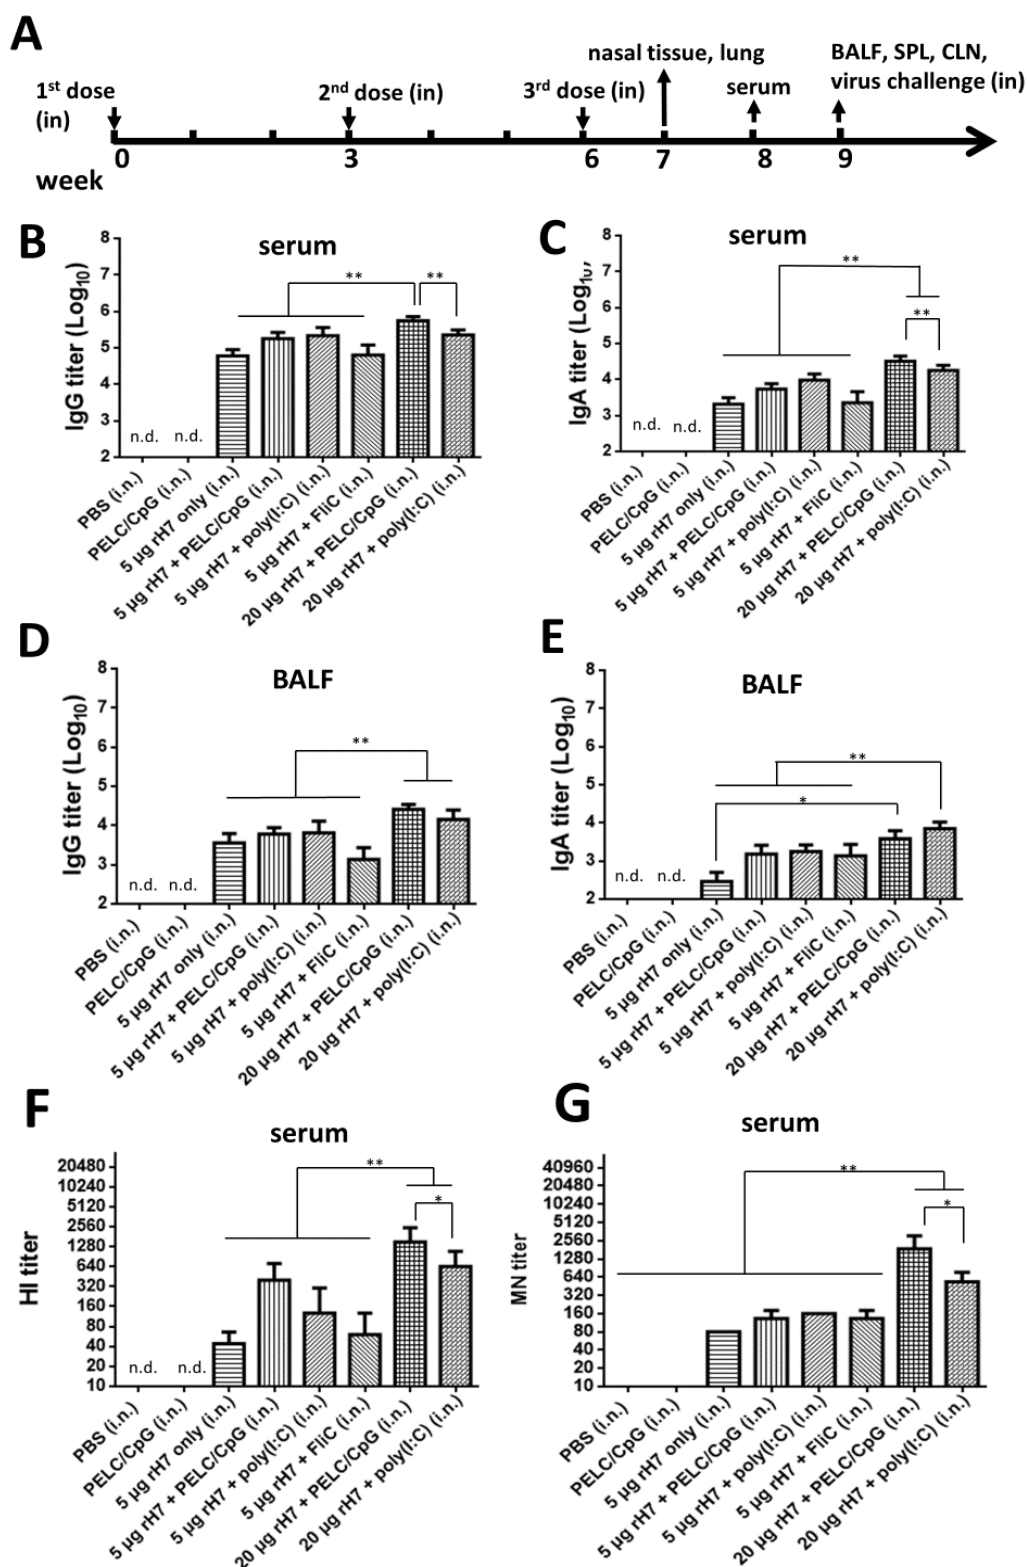 A
nasal tissue, lung
BALF, SPL, CLN,
virus challenge (in)
1st dose
(in)
2nd dose (in)
3rd dose (in)
serum
0
3
6
7
8
9
week
B
serum
IgG titer (Log10)
8
7
6
5
4
3
2
**
**
n.d.
n.d.
PBS (i.n.)
PELC/CpG (i.n.)
5 µg rH7 only (i.n.)
5 µg rH7 + PELC/CpG (i.n.)
5 µg rH7 + poly(I:C) (i.n.)
5 µg rH7 + FliC (i.n.)
20 µg rH7 + PELC/CpG (i.n.)
20 µg rH7 + poly(I:C) (i.n.)
C
serum
IgA titer (Log10,
8
7
6
5
4
3
2
**
**
n.d.
n.d.
PBS (i.n.)
PELC/CpG (i.n.)
5 µg rH7 only (i.n.)
5 µg rH7 + PELC/CpG (i.n.)
5 µg rH7 + poly(I:C) (i.n.)
5 µg rH7 + FliC (i.n.)
20 µg rH7 + PELC/CpG (i.n.)
20 µg rH7 + poly(I:C) (i.n.)
D
BALF
IgG titer (Log10)
8
7
6
5
4
3
2
**
n.d.
n.d.
PBS (i.n.)
PELC/CpG (i.n.)
5 µg rH7 only (i.n.)
5 µg rH7 + PELC/CpG (i.n.)
5 µg rH7 + poly(I:C) (i.n.)
5 µg rH7 + FliC (i.n.)
20 µg rH7 + PELC/CpG (i.n.)
20 µg rH7 + poly(I:C) (i.n.)
E
BALF
IgA titer (Log10)
8
7
6
5
4
3
2
**
*
n.d.
n.d.
PBS (i.n.)
PELC/CpG (i.n.)
5 µg rH7 only (i.n.)
5 µg rH7 + PELC/CpG (i.n.)
5 µg rH7 + poly(I:C) (i.n.)
5 µg rH7 + FliC (i.n.)
20 µg rH7 + PELC/CpG (i.n.)
20 µg rH7 + poly(I:C) (i.n.)
F
serum
HI titer
20480
10240
5120
2560
1280
640
320
160
80
40
20
10
**
*
n.d.
n.d.
PBS (i.n.)
PELC/CpG (i.n.)
5 µg rH7 only (i.n.)
5 µg rH7 + PELC/CpG (i.n.)
5 µg rH7 + poly(I:C) (i.n.)
5 µg rH7 + FliC (i.n.)
20 µg rH7 + PELC/CpG (i.n.)
20 µg rH7 + poly(I:C) (i.n.)
G
serum
MN titer
40960
20480
10240
5120
2560
1280
640
320
160
80
40
20
10
**
*
PBS (i.n.)
PELC/CpG (i.n.)
5 µg rH7 only (i.n.)
5 µg rH7 + PELC/CpG (i.n.)
5 µg rH7 + poly(I:C) (i.n.)
5 µg rH7 + FliC (i.n.)
20 µg rH7 + PELC/CpG (i.n.)
20 µg rH7 + poly(I:C) (i.n.)